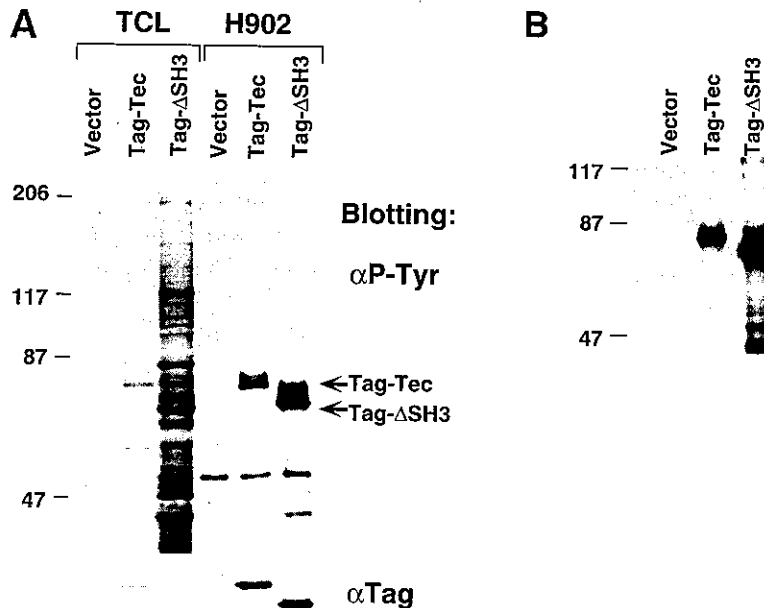 A
TCL H902
Vector Tag-Tec Tag-ΔSH3 Vector Tag-Tec Tag-ΔSH3
206
117
87
47
Blotting:
αP-Tyr
Tag-Tec
Tag-ΔSH3
αTag
B
Vector Tag-Tec Tag-ΔSH3
117
87
47